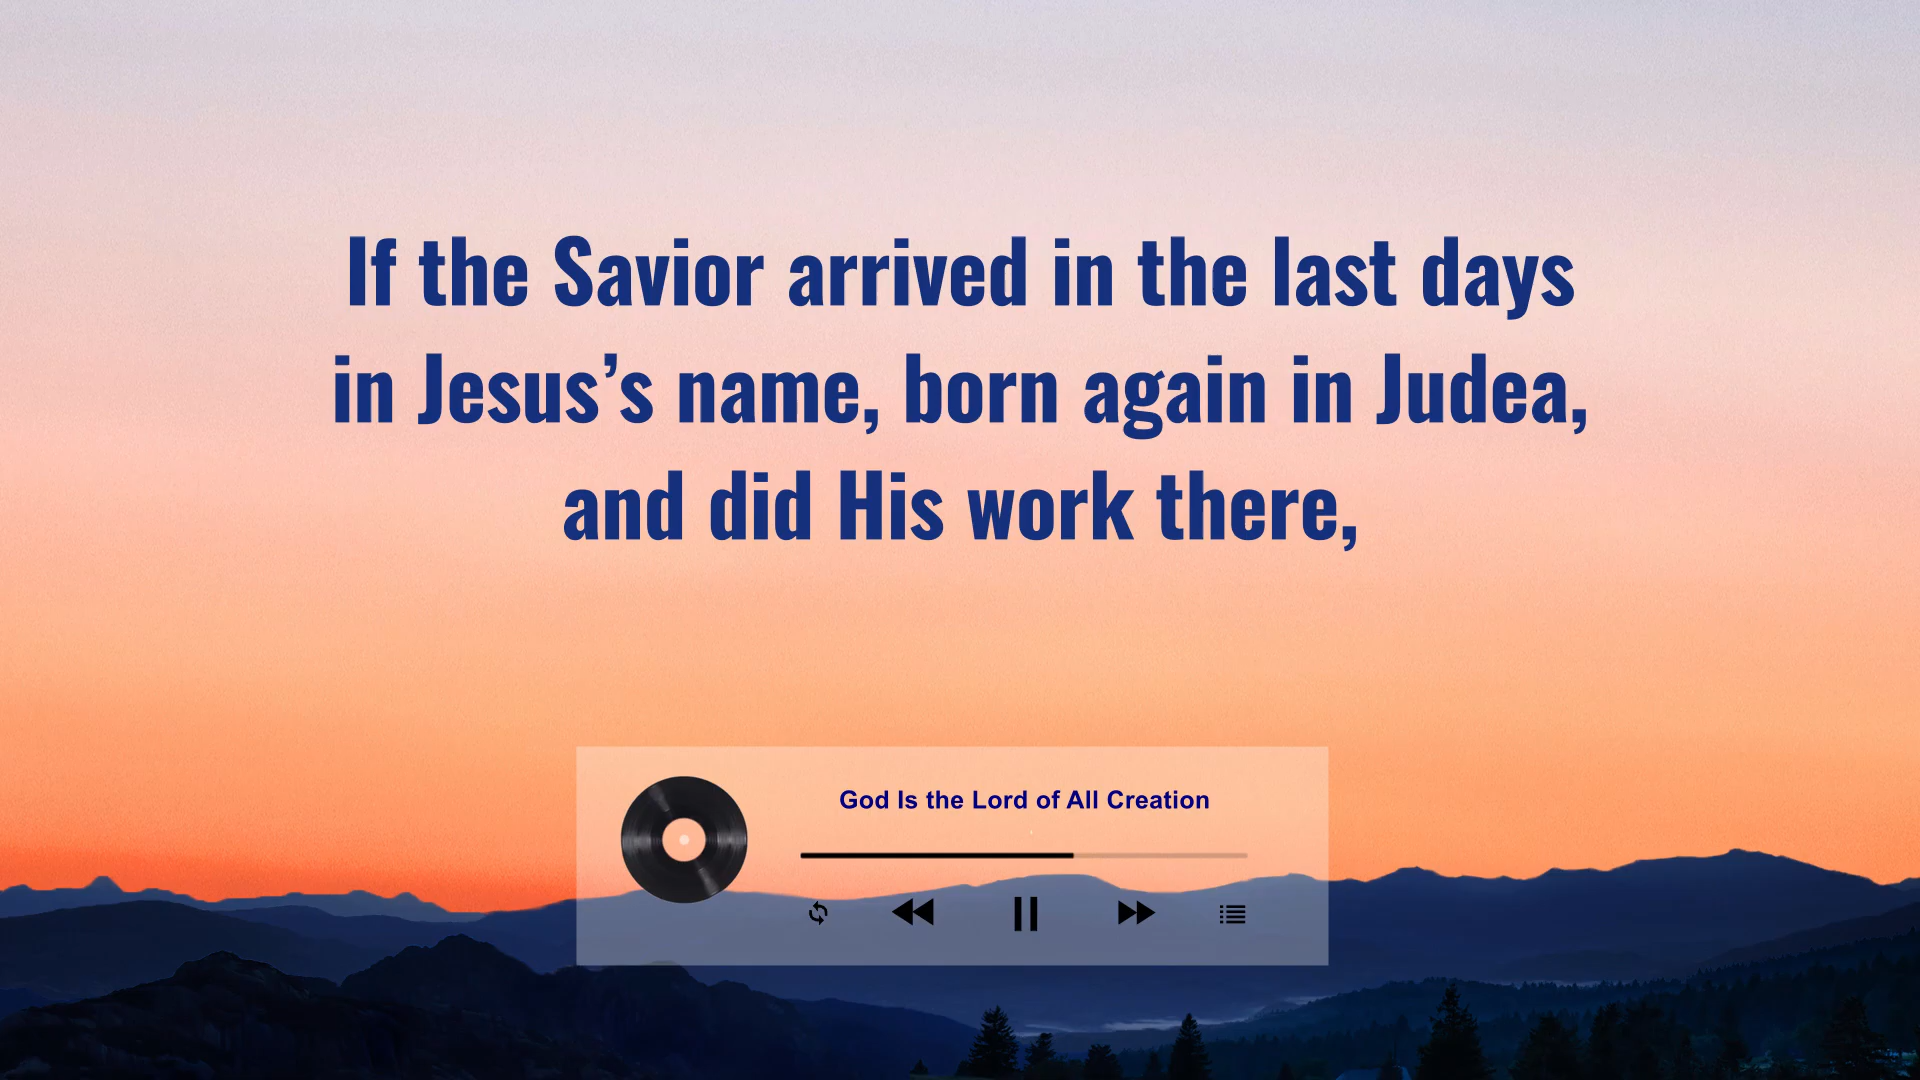 If the Savior arrived in the last days
in Jesus’s name, born again in Judea,
and did His work there,
God Is the Lord of All Creation